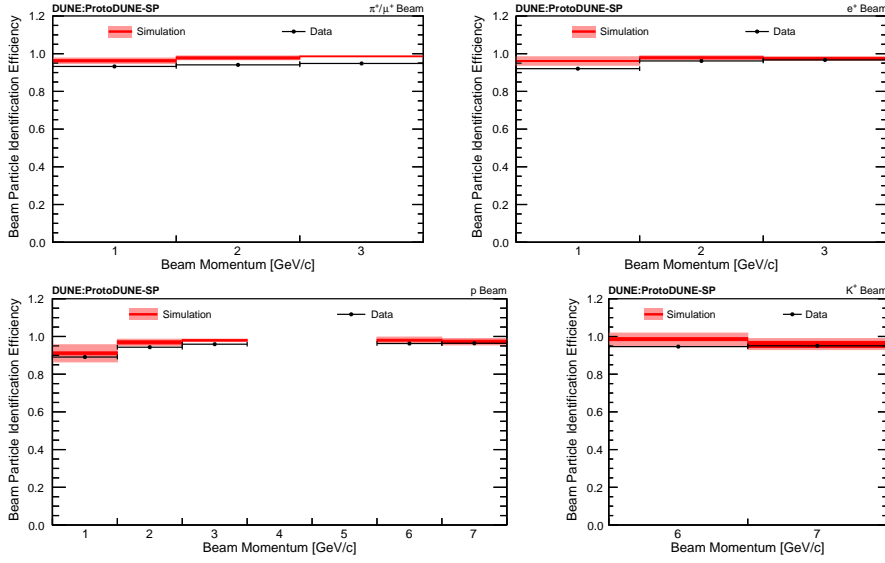 DUNE:ProtoDUNE-SP
π⁺/μ⁺ Beam
Simulation
Data
Beam Particle Identification Efficiency
1.2
1.0
0.8
0.6
0.4
0.2
0.0
1 2 3
Beam Momentum [GeV/c]
DUNE:ProtoDUNE-SP
e⁺ Beam
Simulation
Data
Beam Particle Identification Efficiency
1.2
1.0
0.8
0.6
0.4
0.2
0.0
1 2 3
Beam Momentum [GeV/c]
DUNE:ProtoDUNE-SP
p Beam
Simulation
Data
Beam Particle Identification Efficiency
1.2
1.0
0.8
0.6
0.4
0.2
0.0
1 2 3 4 5 6 7
Beam Momentum [GeV/c]
DUNE:ProtoDUNE-SP
K⁺ Beam
Simulation
Data
Beam Particle Identification Efficiency
1.2
1.0
0.8
0.6
0.4
0.2
0.0
6 7
Beam Momentum [GeV/c]